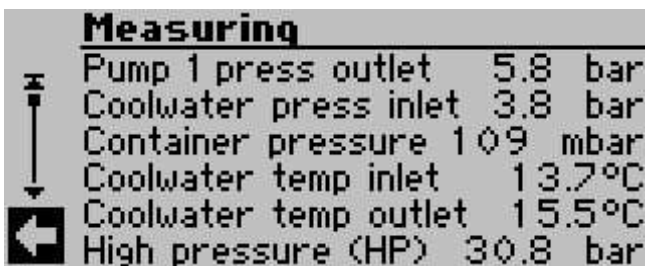 Measuring
Pump 1 press outlet 5.8 bar
Coolwater press inlet 3.8 bar
Container pressure 109 mbar
Coolwater temp inlet 13.7°C
Coolwater temp outlet 15.5°C
High pressure (HP) 30.8 bar